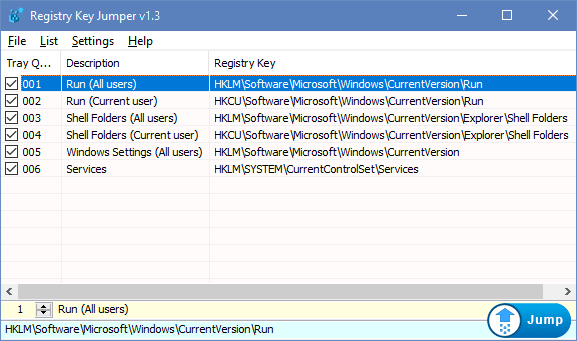 Registry Key Jumper v1.3
File List Settings Help
Tray Q... Description Registry Key
001 Run (All users) HKLM\Software\Microsoft\Windows\CurrentVersion\Run
002 Run (Current user) HKCU\Software\Microsoft\Windows\CurrentVersion\Run
003 Shell Folders (All users) HKLM\Software\Microsoft\Windows\CurrentVersion\Explorer\Shell Folders
004 Shell Folders (Current user) HKCU\Software\Microsoft\Windows\CurrentVersion\Explorer\Shell Folders
005 Windows Settings (All users) HKLM\Software\Microsoft\Windows\CurrentVersion
006 Services HKLM\SYSTEM\CurrentControlSet\Services
1 Run (All users)
Jump
HKLM\Software\Microsoft\Windows\CurrentVersion\Run